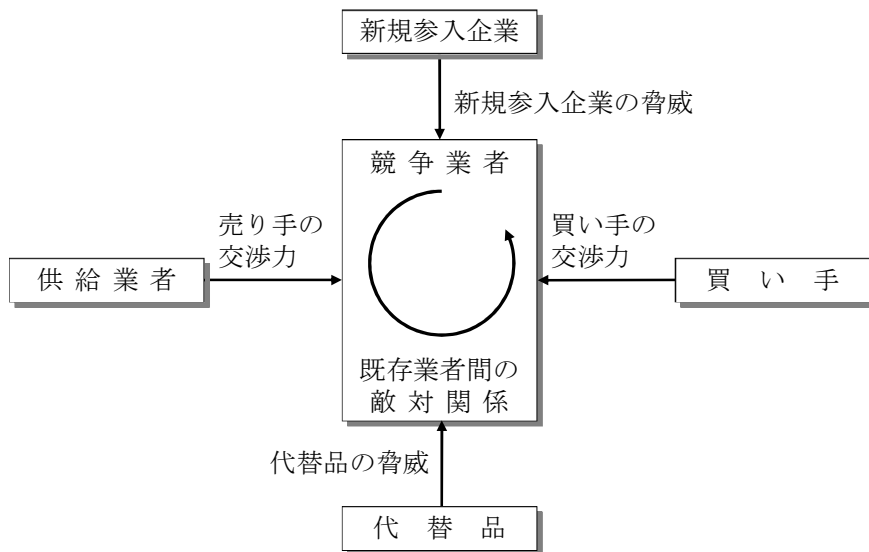 新規参入企業
新規参入企業の脅威
競争業者
売り手の
交渉力
買い手の
交渉力
供給業者
買い手
既存業者間の
敵対関係
代替品の脅威
代替品